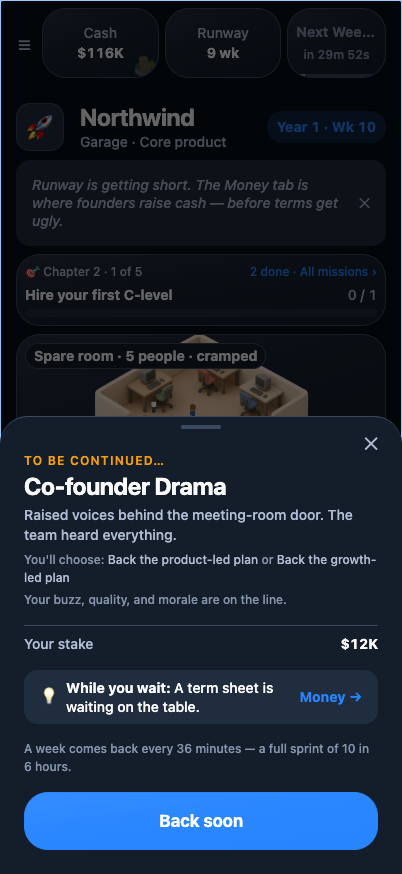 Cash
$116K
Runway
9 wk
Next Wee...
in 29m 52s
Northwind
Garage · Core product
Year 1 · Wk 10
Runway is getting short. The Money tab is
where founders raise cash — before terms get
ugly.
Chapter 2 · 1 of 5
2 done · All missions ›
Hire your first C-level
0 / 1
Spare room · 5 people · cramped
TO BE CONTINUED…
Co-founder Drama
Raised voices behind the meeting-room door. The
team heard everything.
You'll choose: Back the product-led plan or Back the growth-
led plan
Your buzz, quality, and morale are on the line.
Your stake
$12K
While you wait: A term sheet is
waiting on the table.
Money →
A week comes back every 36 minutes — a full sprint of 10 in
6 hours.
Back soon